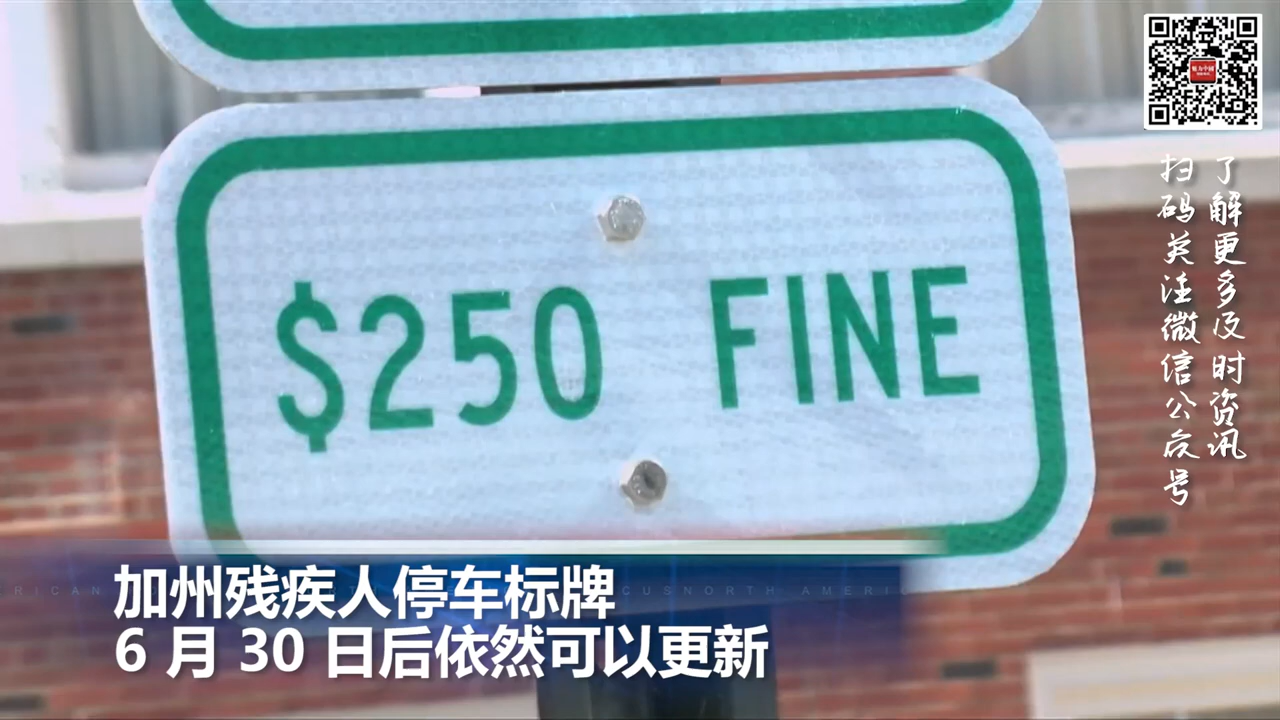 $250 FINE
了解更多及时资讯
扫码关注微信公众号
加州残疾人停车标牌
6 月 30 日后依然可以更新